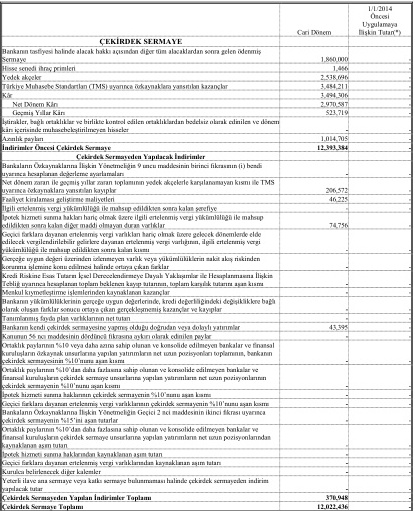 1/1/2014
Öncesi
Uygulamaya
Cari Dönem İlişkin Tutar(*)
ÇEKİRDEK SERMAYE
Bankanın tasfiyesi halinde alacak hakkı açısından diğer tüm alacaklardan sonra gelen ödenmiş
Sermaye 1,860,000 -
Hisse senedi ihraç primleri 1,466 -
Yedek akçeler 2,538,696 -
Türkiye Muhasebe Standartları (TMS) uyarınca özkaynaklara yansıtılan kazançlar 3,484,211 -
Kâr 3,494,306 -
Net Dönem Kârı 2,970,587 -
Geçmiş Yıllar Kârı 523,719 -
İştirakler, bağlı ortaklıklar ve birlikte kontrol edilen ortaklıklardan bedelsiz olarak edinilen ve dönem
kârı içerisinde muhasebeleştirilmeyen hisseler - -
Azınlık payları 1,014,705 -
İndirimler Öncesi Çekirdek Sermaye 12,393,384 -
Çekirdek Sermayeden Yapılacak İndirimler
Bankaların Özkaynaklarına İlişkin Yönetmeliğin 9 uncu maddesinin birinci fıkrasının (i) bendi
uyarınca hesaplanan değerleme ayarlamaları - -
Net dönem zararı ile geçmiş yıllar zararı toplamının yedek akçelerle karşılanamayan kısmı ile TMS
uyarınca özkaynaklara yansıtılan kayıplar 206,572 -
Faaliyet kiralaması geliştirme maliyetleri 46,225 -
İlgili ertelenmiş vergi yükümlülüğü ile mahsup edildikten sonra kalan şerefiye - -
İpotek hizmeti sunma hakları hariç olmak üzere ilgili ertelenmiş vergi yükümlülüğü ile mahsup
edildikten sonra kalan diğer maddi olmayan duran varlıklar 74,756 -
Geçici farklara dayanan ertelenmiş vergi varlıkları hariç olmak üzere gelecek dönemlerde elde
edilecek vergilendirilebilir gelirlere dayanan ertelenmiş vergi varlığının, ilgili ertelenmiş vergi
yükümlülüğü ile mahsup edildikten sonra kalan kısmı - -
Gerçeğe uygun değeri üzerinden izlenmeyen varlık veya yükümlülüklerin nakit akış riskinden
korunma işlemine konu edilmesi halinde ortaya çıkan farklar - -
Kredi Riskine Esas Tutarın İçsel Derecelendirmeye Dayalı Yaklaşımlar ile Hesaplanmasına İlişkin
Tebliğ uyarınca hesaplanan toplam beklenen kayıp tutarının, toplam karşılık tutarını aşan kısmı - -
Menkul kıymetleştirme işlemlerinden kaynaklanan kazançlar - -
Bankanın yükümlülüklerinin gerçeğe uygun değerlerinde, kredi değerliliğindeki değişikliklere bağlı
olarak oluşan farklar sonucu ortaya çıkan gerçekleşmemiş kazançlar ve kayıplar - -
Tanımlanmış fayda plan varlıklarının net tutarı - -
Bankanın kendi çekirdek sermayesine yapmış olduğu doğrudan veya dolaylı yatırımlar 43,395 -
Kanunun 56 ncı maddesinin dördüncü fıkrasına aykırı olarak edinilen paylar - -
Ortaklık paylarının %10 veya daha azına sahip olunan ve konsolide edilmeyen bankalar ve finansal
kuruluşların özkaynak unsurlarına yapılan yatırımların net uzun pozisyonları toplamının, bankanın
çekirdek sermayesinin %10'nunu aşan kısmı - -
Ortaklık paylarının %10'dan daha fazlasına sahip olunan ve konsolide edilmeyen bankalar ve
finansal kuruluşların çekirdek sermaye unsurlarına yapılan yatırımların net uzun pozisyonlarının
çekirdek sermayenin %10'nunu aşan kısmı - -
İpotek hizmeti sunma haklarının çekirdek sermayenin %10'nunu aşan kısmı - -
Geçici farklara dayanan ertelenmiş vergi varlıklarının çekirdek sermayenin %10'nunu aşan kısmı - -
Bankaların Özkaynaklarına İlişkin Yönetmeliğin Geçici 2 nci maddesinin ikinci fıkrası uyarınca
çekirdek sermayenin %15'ini aşan tutarlar - -
Ortaklık paylarının %10'dan daha fazlasına sahip olunan ve konsolide edilmeyen bankalar ve
finansal kuruluşların çekirdek sermaye unsurlarına yapılan yatırımların net uzun pozisyonlarından
kaynaklanan aşım tutarı - -
İpotek hizmeti sunma haklarından kaynaklanan aşım tutarı - -
Geçici farklara dayanan ertelenmiş vergi varlıklarından kaynaklanan aşım tutarı - -
Kurulca belirlenecek diğer kalemler - -
Yeterli ilave ana sermaye veya katkı sermaye bulunmaması halinde çekirdek sermayeden indirim
yapılacak tutar - -
Çekirdek Sermayeden Yapılan İndirimler Toplamı 370,948 -
Çekirdek Sermaye Toplamı 12,022,436 -